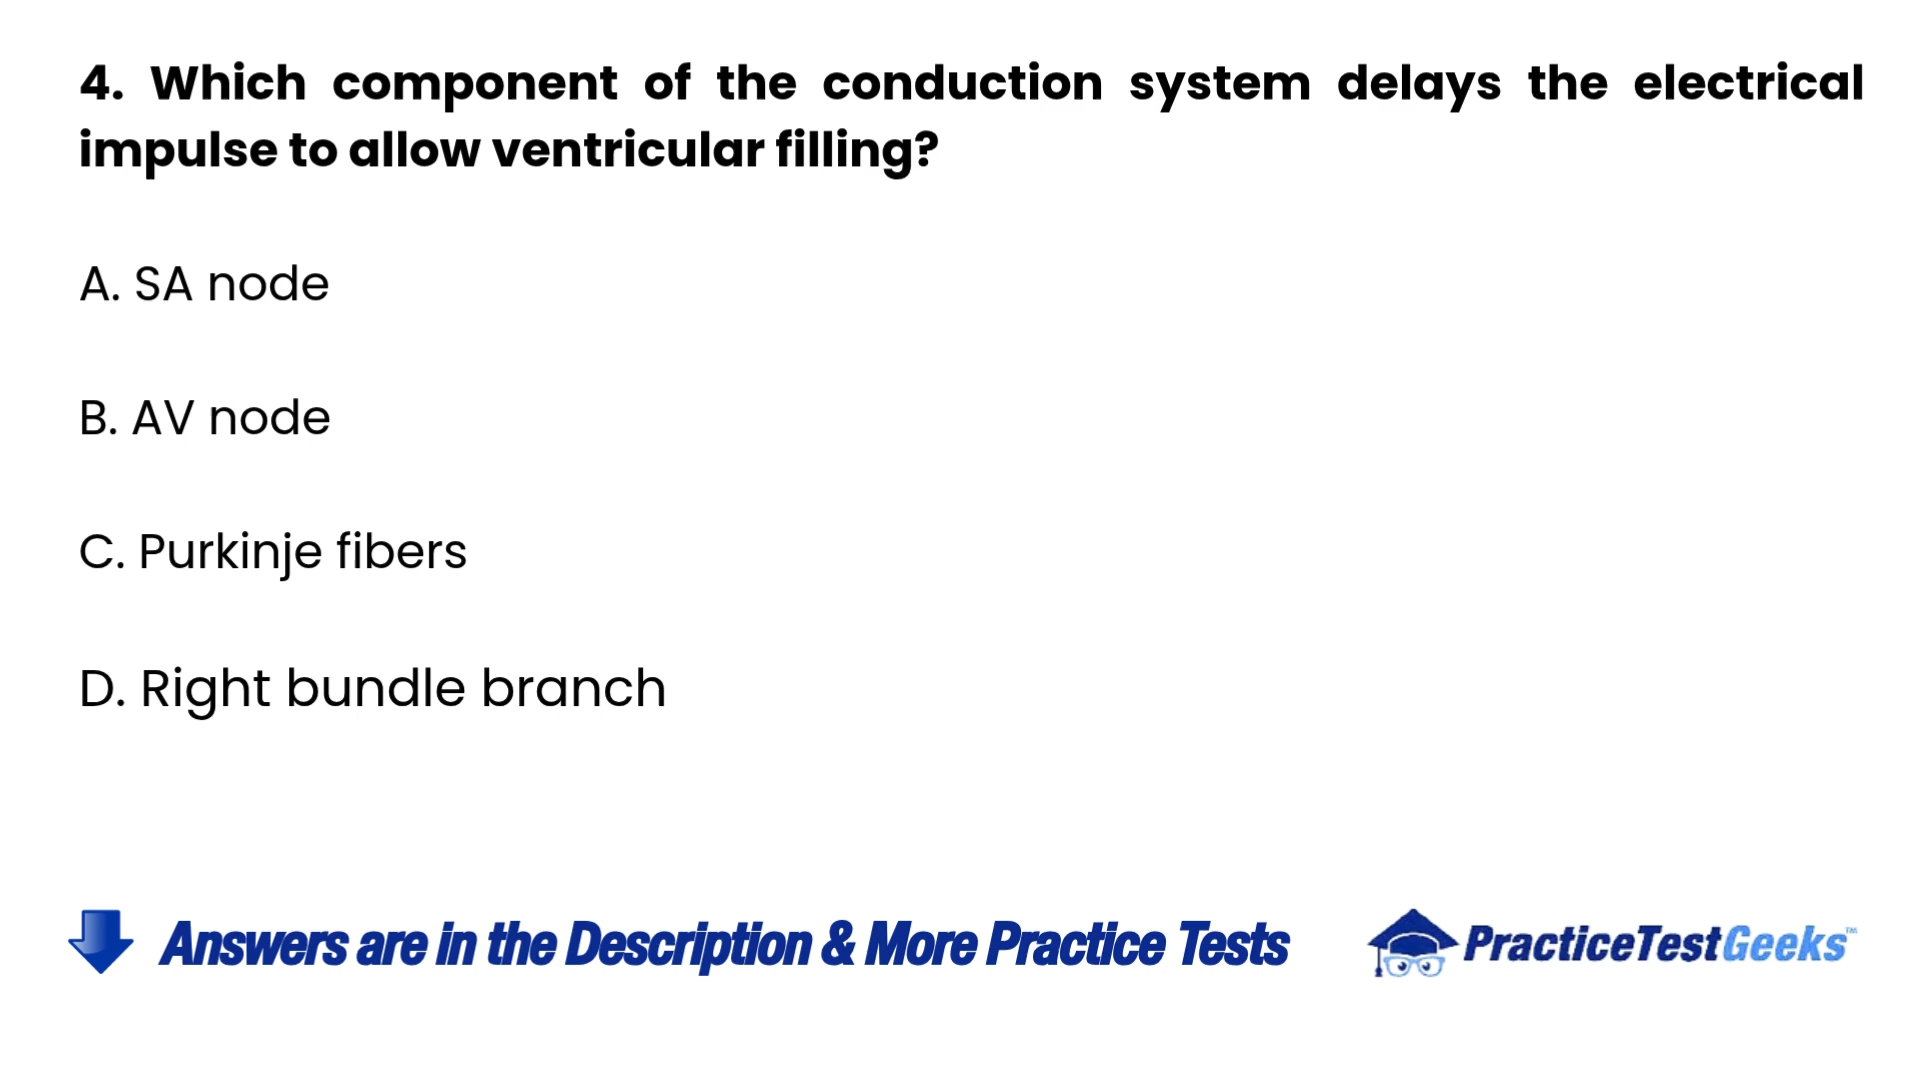 4. Which component of the conduction system delays the electrical
impulse to allow ventricular filling?
A. SA node
B. AV node
C. Purkinje fibers
D. Right bundle branch
Answers are in the Description & More Practice Tests
PracticeTestGeeks™